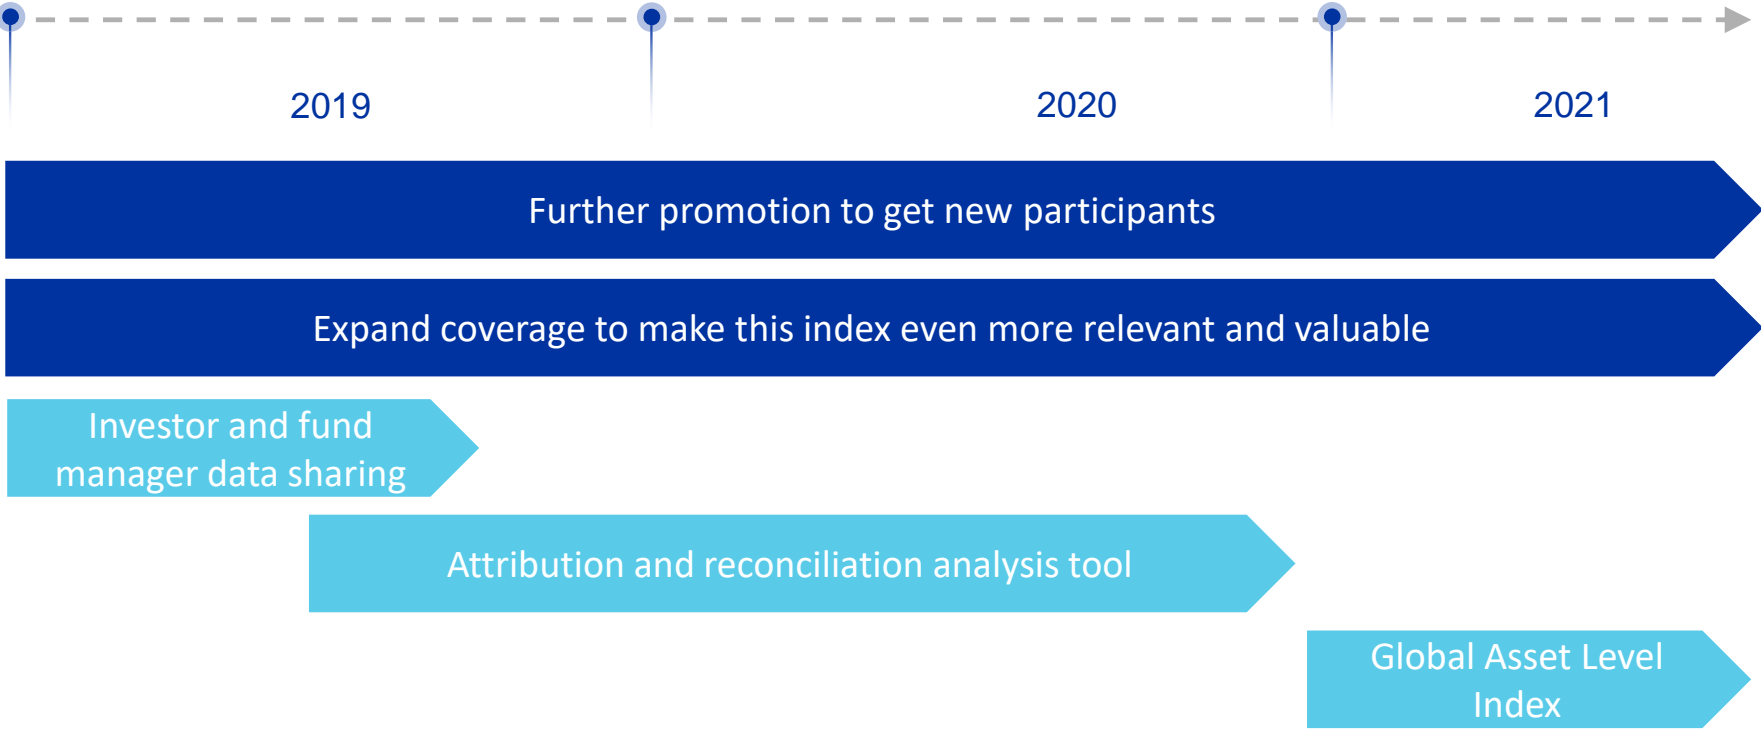 2019
2020
2021
Further promotion to get new participants
Expand coverage to make this index even more relevant and valuable
Investor and fund
manager data sharing
Attribution and reconciliation analysis tool
Global Asset Level
Index